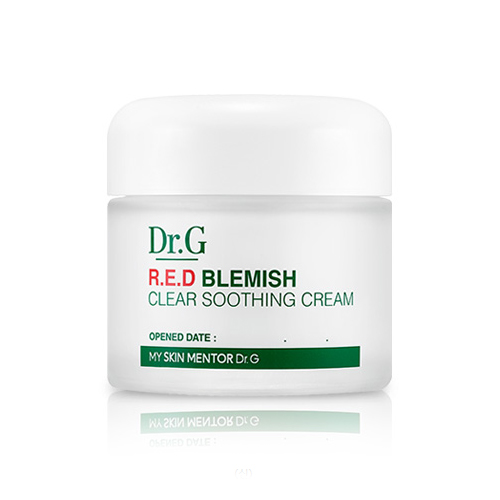 Dr.G
R.E.D BLEMISH
CLEAR SOOTHING CREAM
OPENED DATE : . .
MY SKIN MENTOR Dr.G